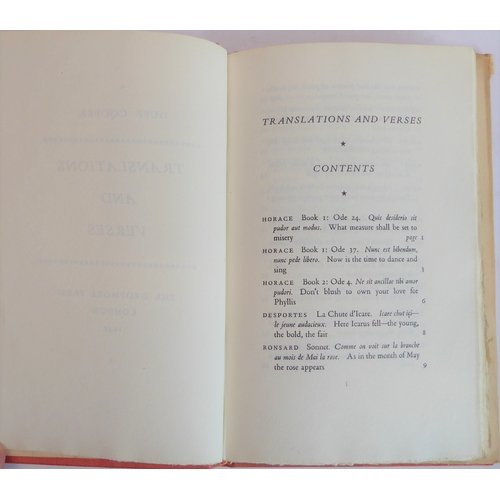 TRANSLATIONS AND VERSES
★
CONTENTS
★
HORACE Book 1: Ode 24. Quis desiderio sit
pudor aut modus. What measure shall be set to
misery page 1
HORACE Book 1: Ode 37. Nunc est bibendum,
nunc pede libero. Now is the time to dance and
sing 3
HORACE Book 2: Ode 4. Ne sit ancillae tibi amor
pudori. Don't blush to own your love for
Phyllis 6
DESPORTES La Chute d'Icare. Icare chut içi—
le jeune audacieux. Here Icarus fell—the young,
the bold, the fair 8
RONSARD Sonnet. Comme on voit sur la branche
au mois de Mai la rose. As in the month of May
the rose appears 9